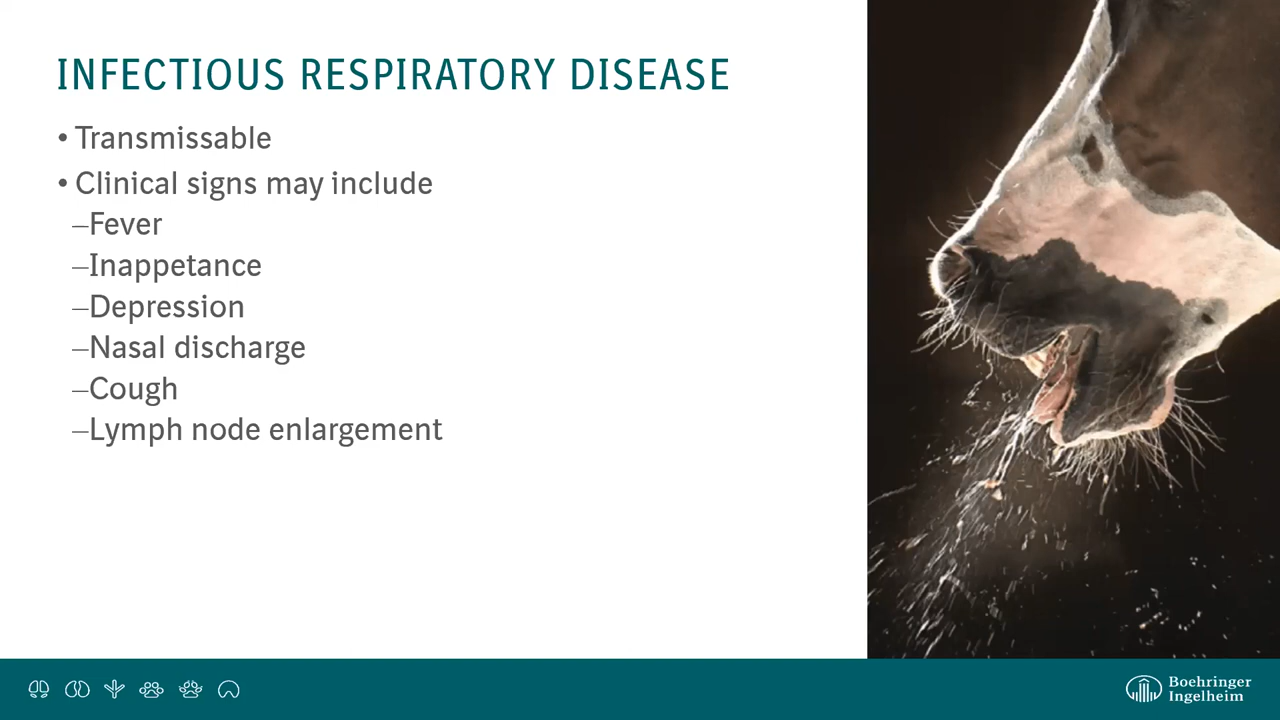 INFECTIOUS RESPIRATORY DISEASE
• Transmissable
• Clinical signs may include
–Fever
–Inappetance
–Depression
–Nasal discharge
–Cough
–Lymph node enlargement
Boehringer
Ingelheim